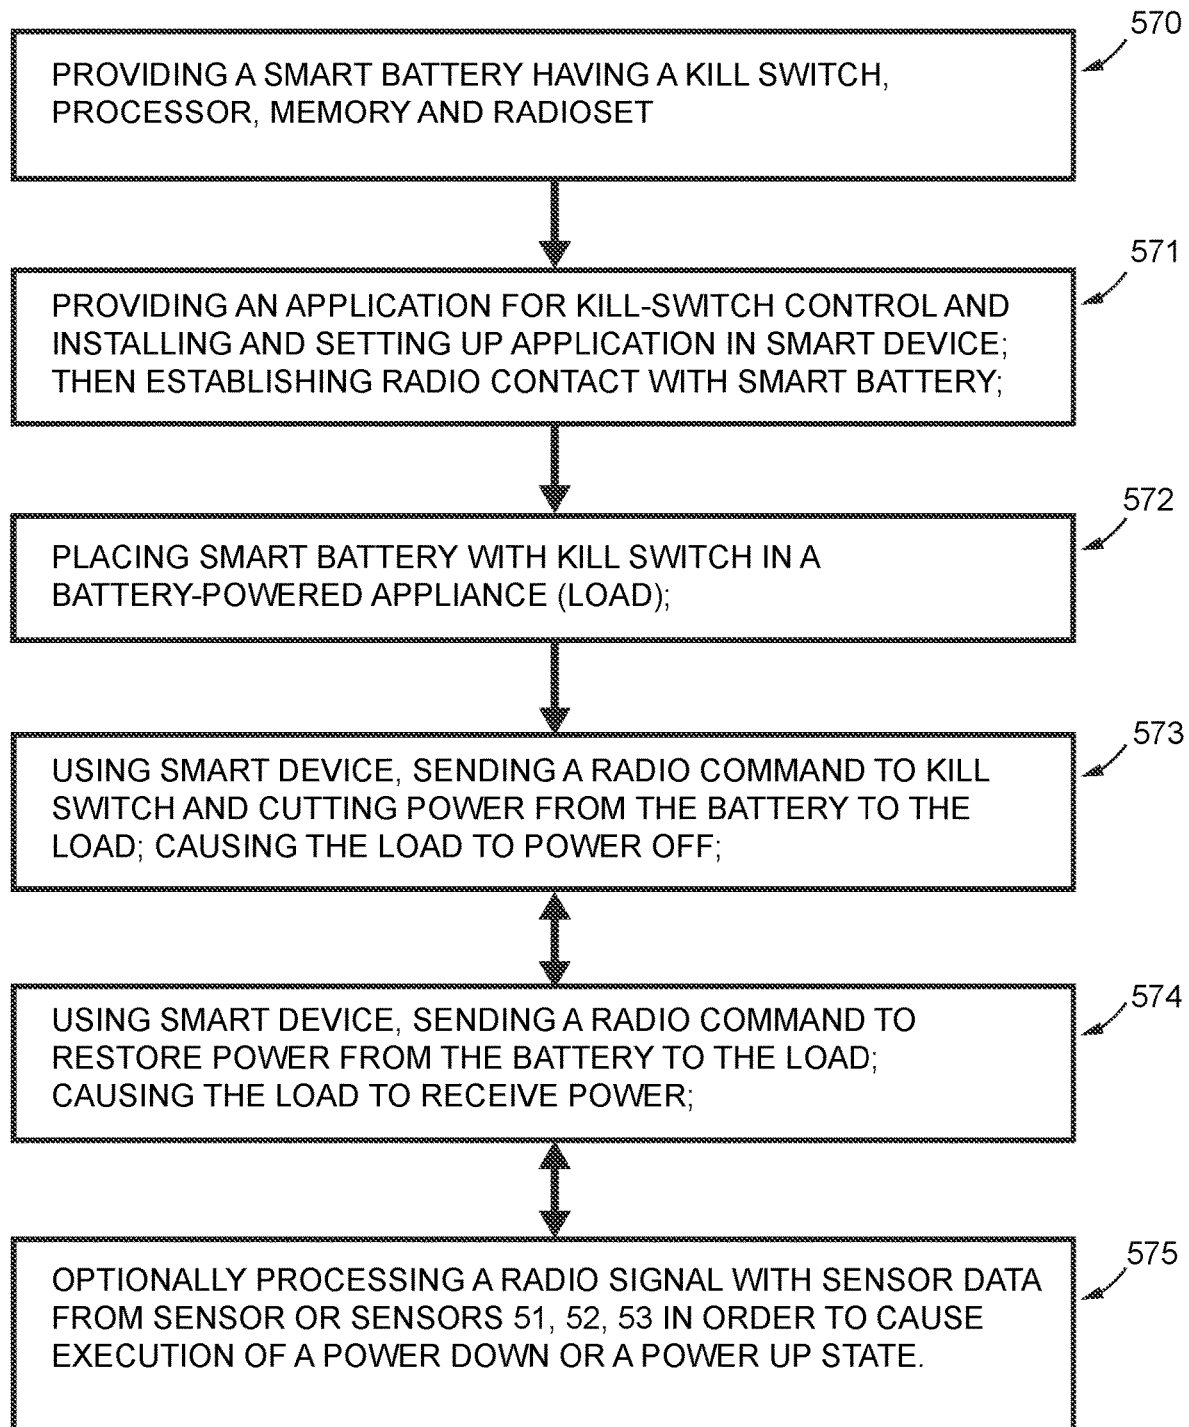 570
PROVIDING A SMART BATTERY HAVING A KILL SWITCH,
PROCESSOR, MEMORY AND RADIOSET
571
PROVIDING AN APPLICATION FOR KILL-SWITCH CONTROL AND
INSTALLING AND SETTING UP APPLICATION IN SMART DEVICE;
THEN ESTABLISHING RADIO CONTACT WITH SMART BATTERY;
572
PLACING SMART BATTERY WITH KILL SWITCH IN A
BATTERY-POWERED APPLIANCE (LOAD);
573
USING SMART DEVICE, SENDING A RADIO COMMAND TO KILL
SWITCH AND CUTTING POWER FROM THE BATTERY TO THE
LOAD; CAUSING THE LOAD TO POWER OFF;
574
USING SMART DEVICE, SENDING A RADIO COMMAND TO
RESTORE POWER FROM THE BATTERY TO THE LOAD;
CAUSING THE LOAD TO RECEIVE POWER;
575
OPTIONALLY PROCESSING A RADIO SIGNAL WITH SENSOR DATA
FROM SENSOR OR SENSORS 51, 52, 53 IN ORDER TO CAUSE
EXECUTION OF A POWER DOWN OR A POWER UP STATE.